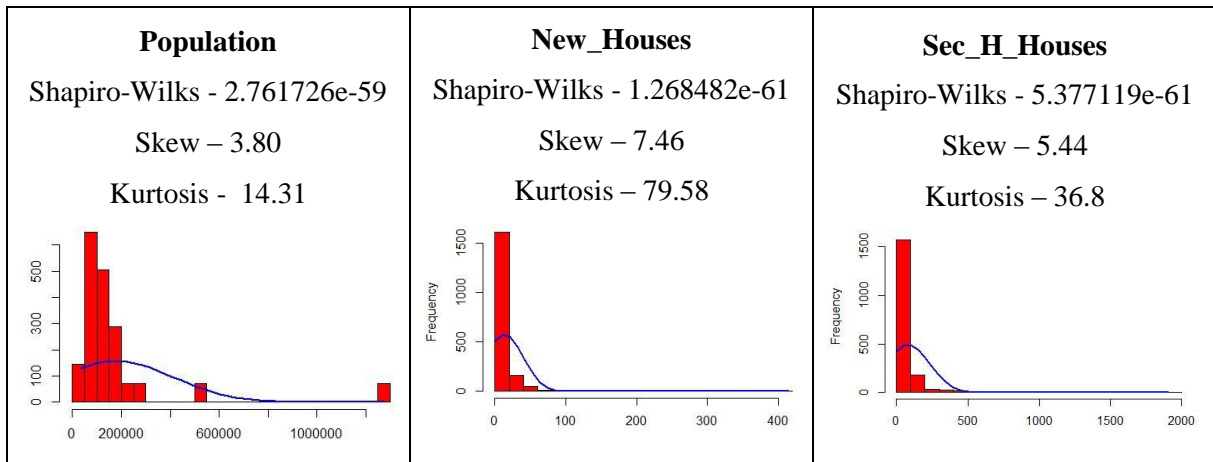 Population
Shapiro-Wilks - 2.761726e-59
Skew – 3.80
Kurtosis - 14.31
500
300
100
0
0
200000
600000
1000000
New_Houses
Shapiro-Wilks - 1.268482e-61
Skew – 7.46
Kurtosis – 79.58
Frequency
1500
1000
500
0
0
100
200
300
400
Sec_H_Houses
Shapiro-Wilks - 5.377119e-61
Skew – 5.44
Kurtosis – 36.8
Frequency
1500
1000
500
0
0
500
1000
1500
2000